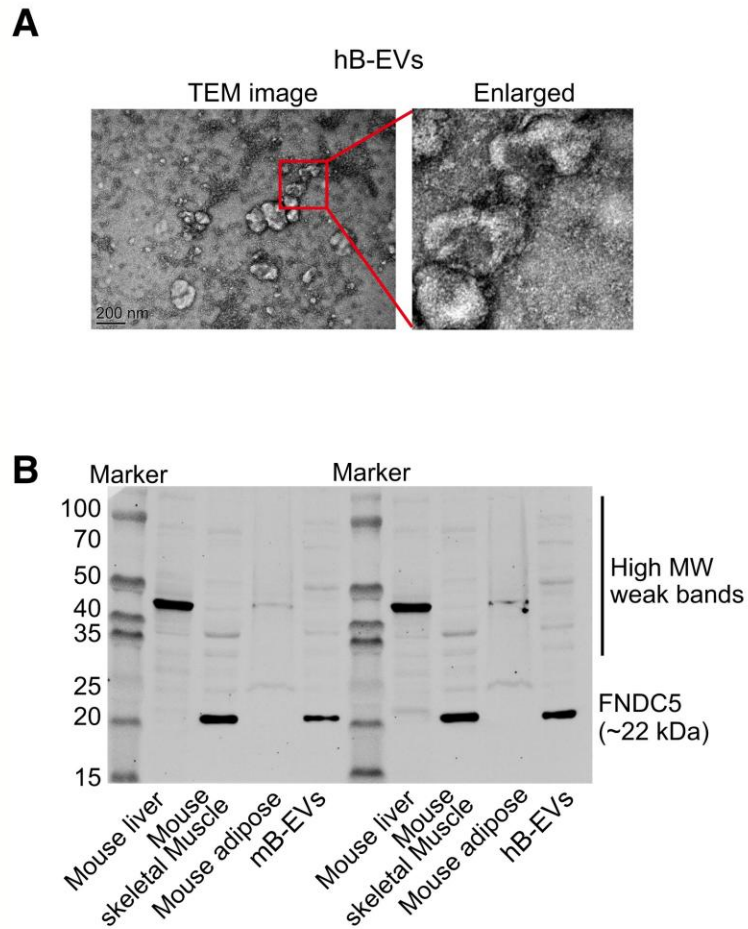 A
hB-EVs
TEM image
Enlarged
200 nm
B
Marker
Marker
100
70
50
40
35
25
20
15
High MW
weak bands
FNDC5
(~22 kDa)
Mouse liver
Mouse
skeletal Muscle
Mouse adipose
mB-EVs
Mouse liver
Mouse
skeletal Muscle
Mouse adipose
hB-EVs